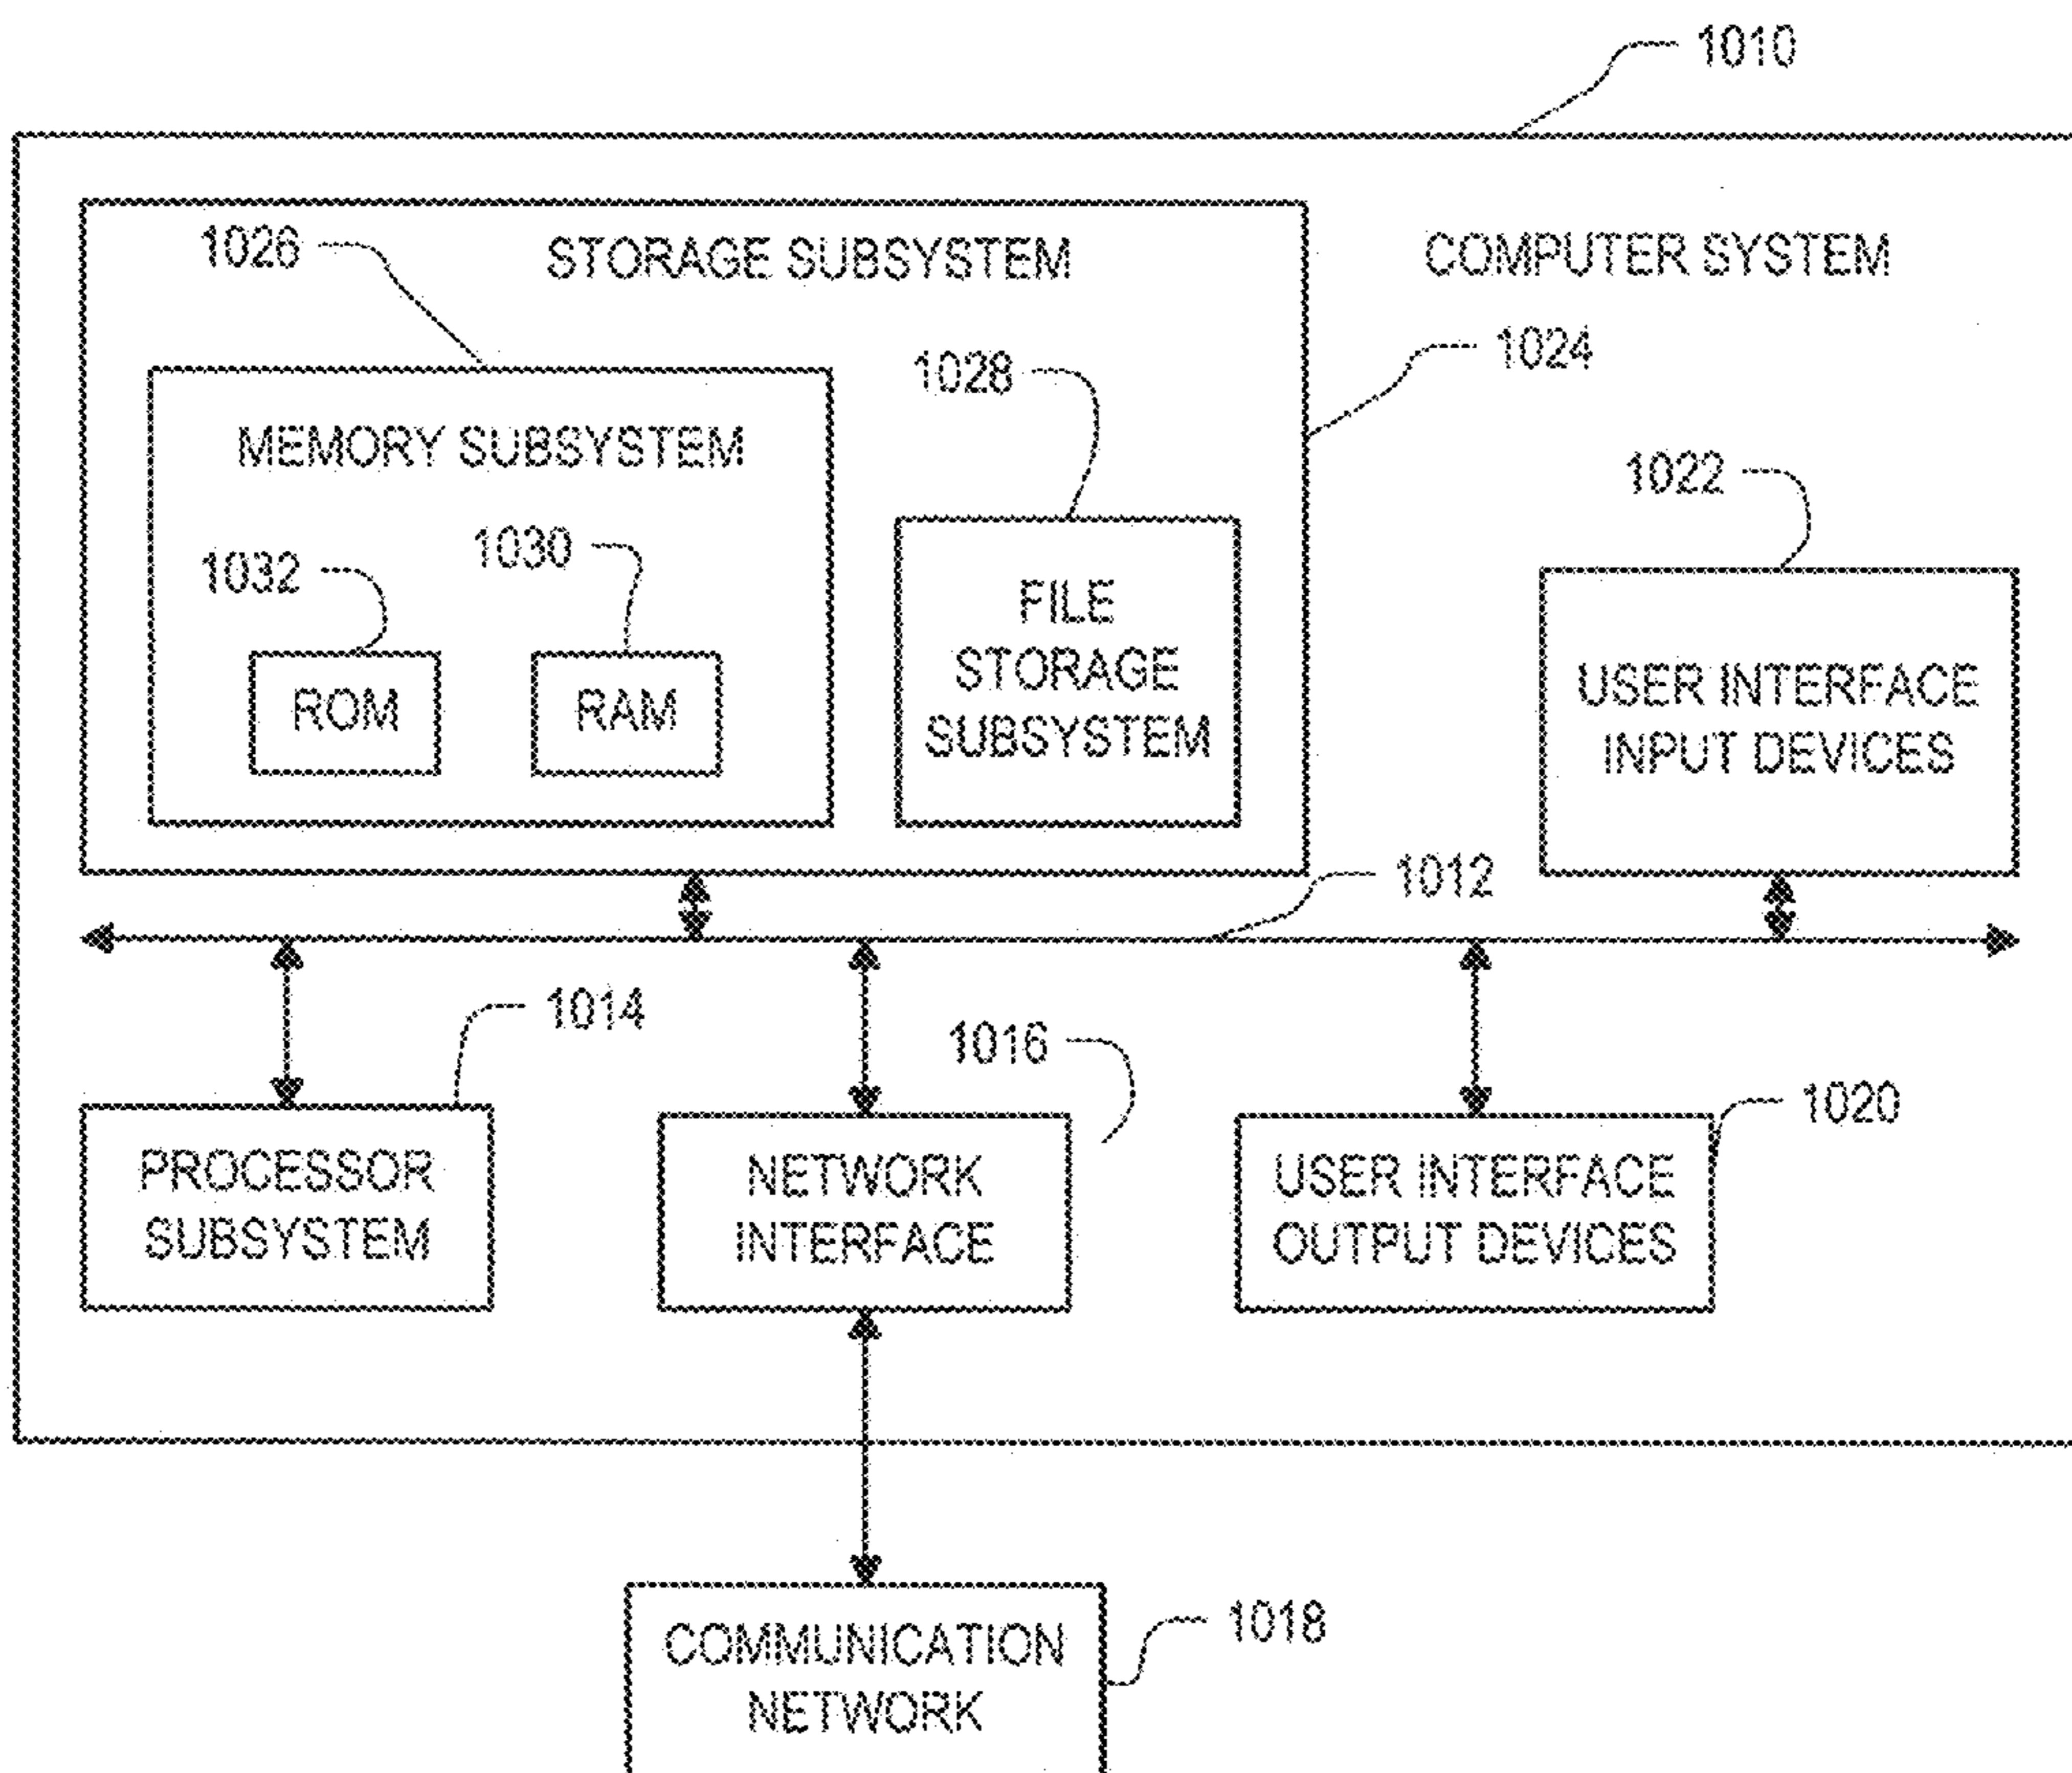 1010
1026
STORAGE SUBSYSTEM
COMPUTER SYSTEM
1024
1028
MEMORY SUBSYSTEM
1022
1032
1030
FILE
STORAGE
SUBSYSTEM
ROM
RAM
USER INTERFACE
INPUT DEVICES
1012
1014
1016
1020
PROCESSOR
SUBSYSTEM
NETWORK
INTERFACE
USER INTERFACE
OUTPUT DEVICES
1018
COMMUNICATION
NETWORK